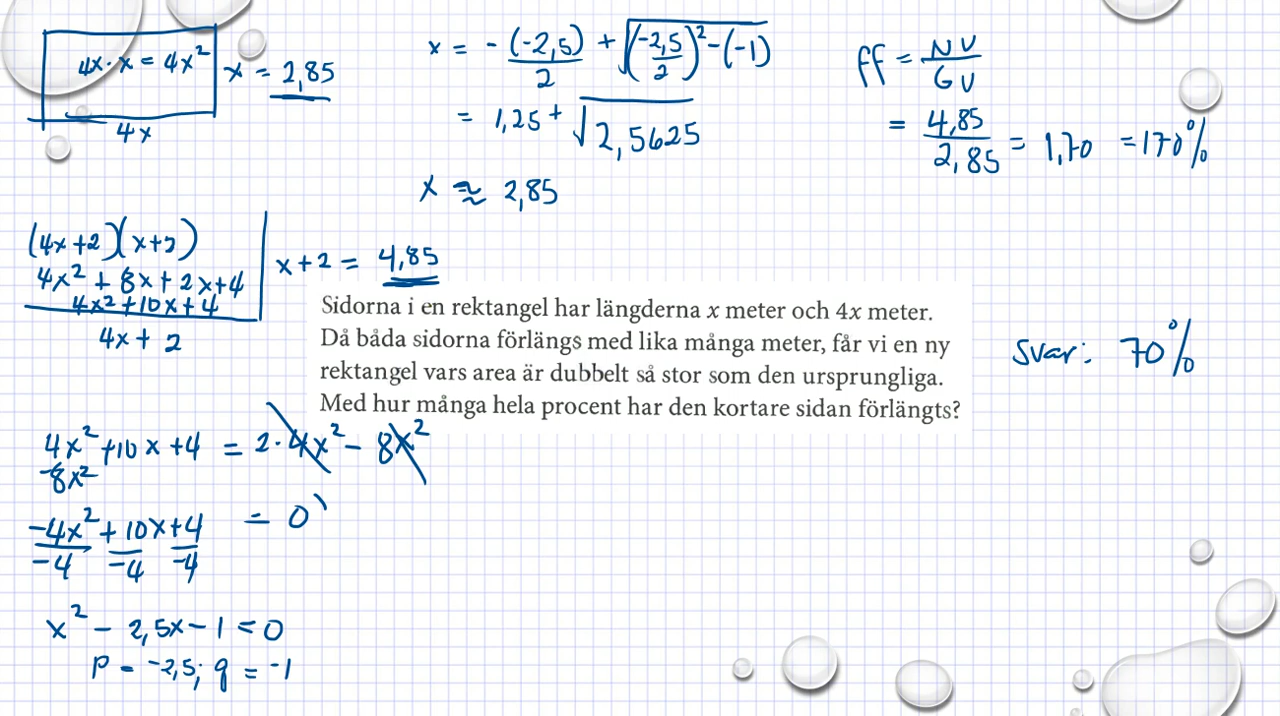 4x · x = 4x²
x = 2,85
4x
(4x+2)(x+2)
4x² + 8x + 2x+4
4x²+10x+4
4x + 2
x+2 = 4,85
x = - (-2,5)/2 + √((-2,5/2)² - (-1))
= 1,25 + √2,5625
x ≈ 2,85
ff = NV/GV
= 4,85/2,85 = 1,70 = 170%
Sidorna i en rektangel har längderna x meter och 4x meter.
Då båda sidorna förlängs med lika många meter, får vi en ny
rektangel vars area är dubbelt så stor som den ursprungliga.
Med hur många hela procent har den kortare sidan förlängts?
svar: 70%
4x² +10x +4 = 2·4x² - 8x²
-8x²
-4x²/-4 + 10x/-4 + 4/-4 = 0
x² - 2,5x - 1 = 0
p = -2,5; q = -1